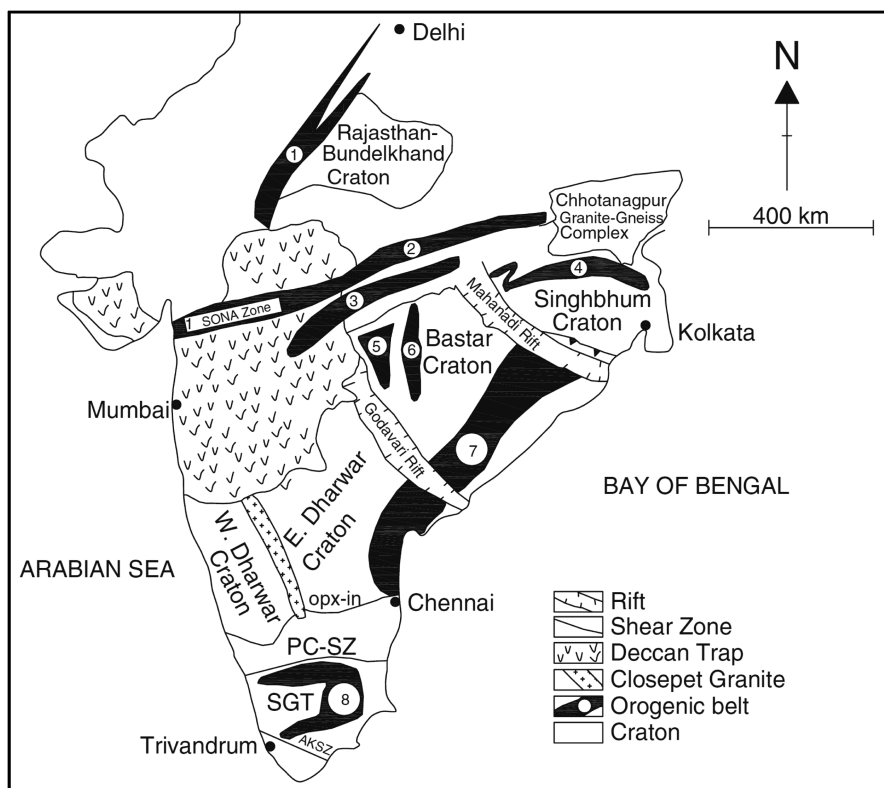 Delhi
N
Rajasthan-
Bundelkhand
Craton
1
Chhotanagpur
Granite-Gneiss
Complex
400 km
2
4
3
1 SONA Zone
Mahanadi Rift
Singhbhum
Craton
Kolkata
5
6
Bastar
Craton
Mumbai
Godavari Rift
7
BAY OF BENGAL
E. Dharwar
Craton
W. Dharwar
Craton
ARABIAN SEA
opx-in
Chennai
PC-SZ
SGT
8
Trivandrum
AKSZ
Rift
Shear Zone
Deccan Trap
Closepet Granite
Orogenic belt
Craton